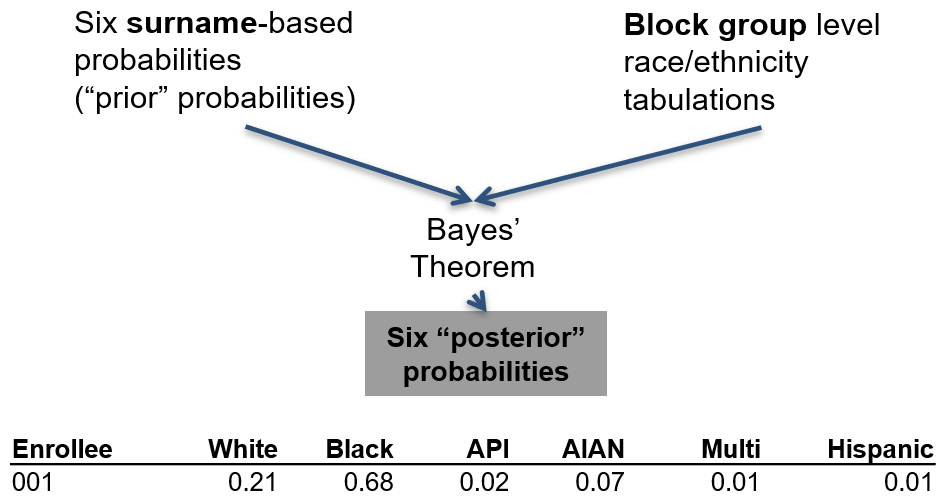 Six surname-based
probabilities
(“prior” probabilities)
Block group level
race/ethnicity
tabulations
Bayes’
Theorem
Six “posterior”
probabilities
Enrollee White Black API AIAN Multi Hispanic
001 0.21 0.68 0.02 0.07 0.01 0.01